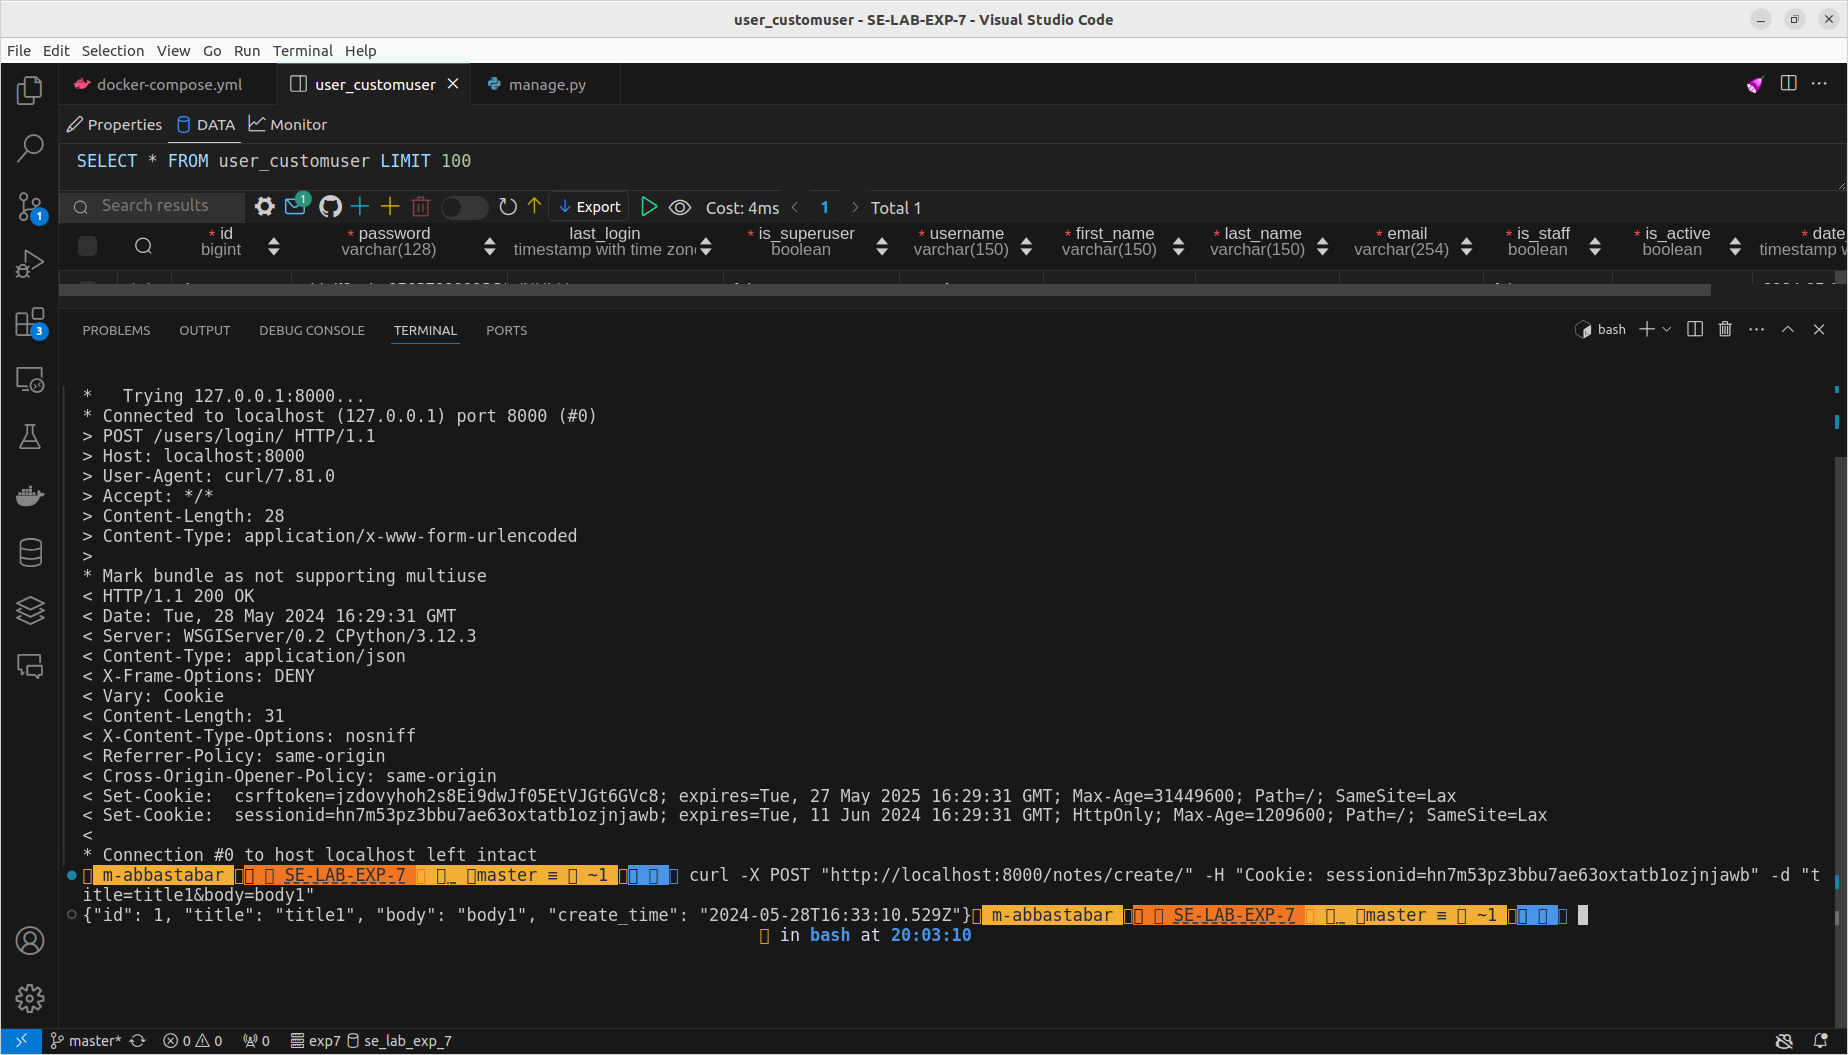 user_customuser - SE-LAB-EXP-7 - Visual Studio Code
File Edit Selection View Go Run Terminal Help
docker-compose.yml user_customuser manage.py
Properties DATA Monitor
SELECT * FROM user_customuser LIMIT 100
Search results 1 Export Cost: 4ms 1 Total 1
* id * password last_login * is_superuser * username * first_name * last_name * email * is_staff * is_active * date
bigint varchar(128) timestamp with time zon boolean varchar(150) varchar(150) varchar(150) varchar(254) boolean boolean timestamp w
PROBLEMS OUTPUT DEBUG CONSOLE TERMINAL PORTS bash
*   Trying 127.0.0.1:8000...
* Connected to localhost (127.0.0.1) port 8000 (#0)
> POST /users/login/ HTTP/1.1
> Host: localhost:8000
> User-Agent: curl/7.81.0
> Accept: */*
> Content-Length: 28
> Content-Type: application/x-www-form-urlencoded
>
* Mark bundle as not supporting multiuse
< HTTP/1.1 200 OK
< Date: Tue, 28 May 2024 16:29:31 GMT
< Server: WSGIServer/0.2 CPython/3.12.3
< Content-Type: application/json
< X-Frame-Options: DENY
< Vary: Cookie
< Content-Length: 31
< X-Content-Type-Options: nosniff
< Referrer-Policy: same-origin
< Cross-Origin-Opener-Policy: same-origin
< Set-Cookie:  csrftoken=jzdovyhoh2s8Ei9dwJf05EtVJGt6GVc8; expires=Tue, 27 May 2025 16:29:31 GMT; Max-Age=31449600; Path=/; SameSite=Lax
< Set-Cookie:  sessionid=hn7m53pz3bbu7ae63oxtatb1ozjnjawb; expires=Tue, 11 Jun 2024 16:29:31 GMT; HttpOnly; Max-Age=1209600; Path=/; SameSite=Lax
<
* Connection #0 to host localhost left intact
m-abbastabar SE-LAB-EXP-7 master ≡ ~1 curl -X POST "http://localhost:8000/notes/create/" -H "Cookie: sessionid=hn7m53pz3bbu7ae63oxtatb1ozjnjawb" -d "t
itle=title1&body=body1"
{"id": 1, "title": "title1", "body": "body1", "create_time": "2024-05-28T16:33:10.529Z"} m-abbastabar SE-LAB-EXP-7 master ≡ ~1
in bash at 20:03:10
master* 0 0 0 exp7 se_lab_exp_7